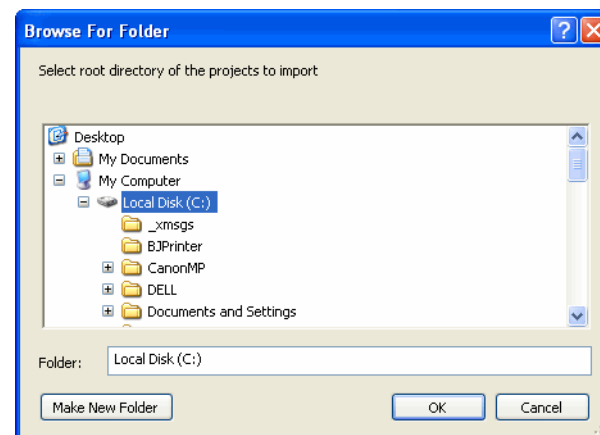 Browse For Folder
Select root directory of the projects to import
Desktop
My Documents
My Computer
Local Disk (C:)
_xmsgs
BJPrinter
CanonMP
DELL
Documents and Settings
Folder: Local Disk (C:)
Make New Folder OK Cancel